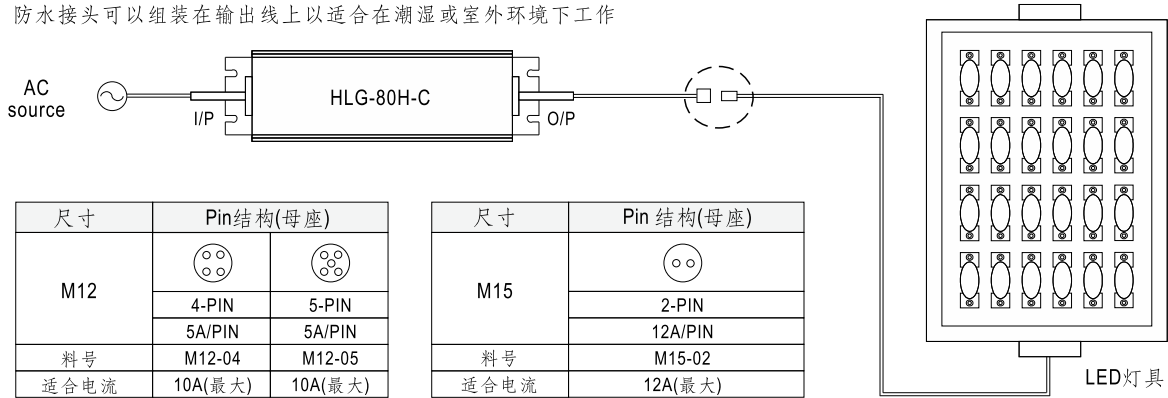 防水接头可以组装在输出线上以适合在潮湿或室外环境下工作
AC
source
I/P
HLG-80H-C
O/P
LED灯具
尺寸 Pin结构(母座)
M12
4-PIN 5-PIN
5A/PIN 5A/PIN
料号 M12-04 M12-05
适合电流 10A(最大) 10A(最大)
尺寸 Pin 结构(母座)
M15
2-PIN
12A/PIN
料号 M15-02
适合电流 12A(最大)